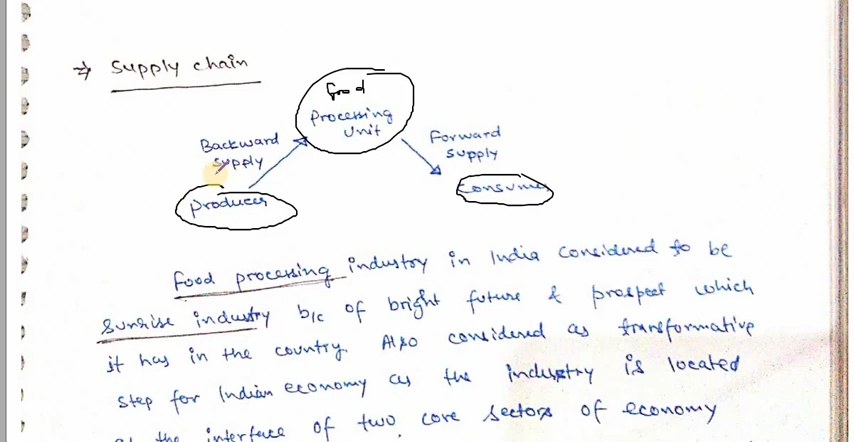 ⇒ Supply chain
Food
Processing
Unit
Backward
supply
Forward
supply
Producer
Consumer
Food processing industry in India considered to be
sunrise industry b/c of bright future & prospect which
it has in the country. Also considered as transformative
step for Indian economy as the industry is located
at the interface of two core sectors of economy